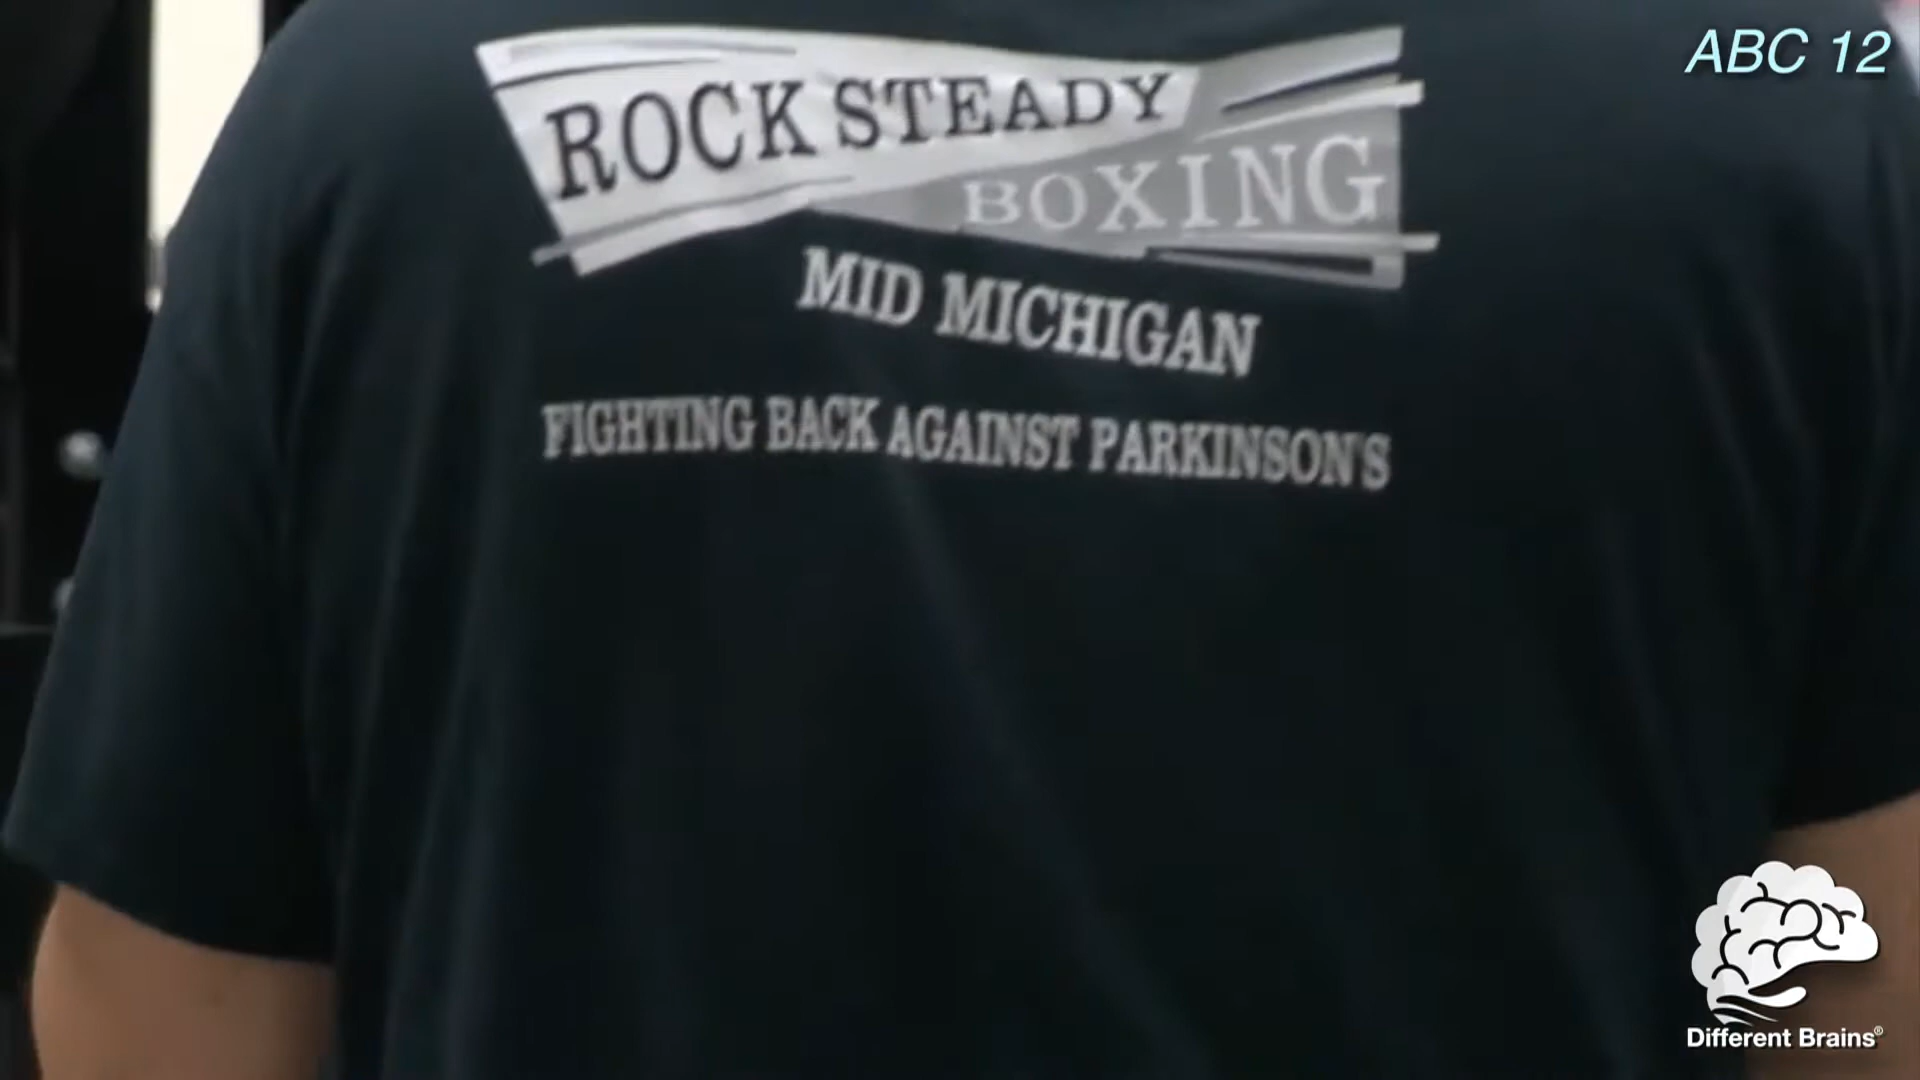 ABC 12
ROCK STEADY
BOXING
MID MICHIGAN
FIGHTING BACK AGAINST PARKINSON'S
Different Brains®